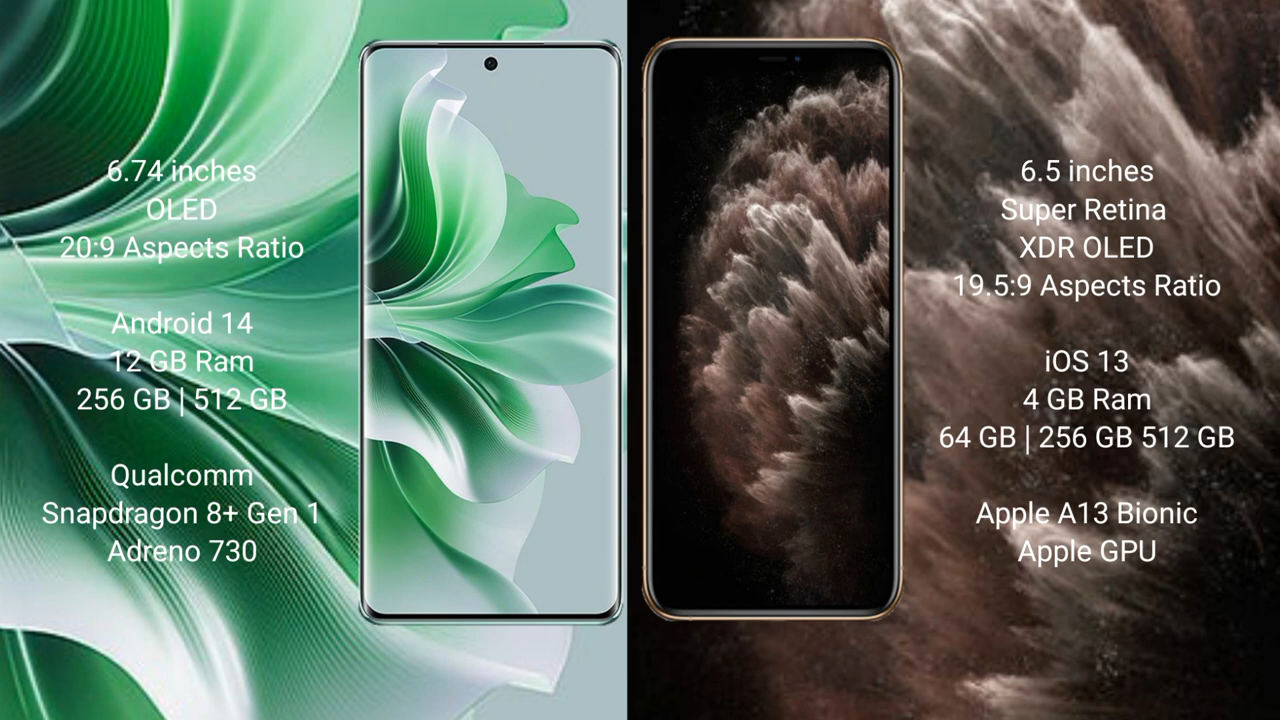 6.74 inches
OLED
20:9 Aspects Ratio
Android 14
12 GB Ram
256 GB | 512 GB
Qualcomm
Snapdragon 8+ Gen 1
Adreno 730
6.5 inches
Super Retina
XDR OLED
19.5:9 Aspects Ratio
iOS 13
4 GB Ram
64 GB | 256 GB 512 GB
Apple A13 Bionic
Apple GPU